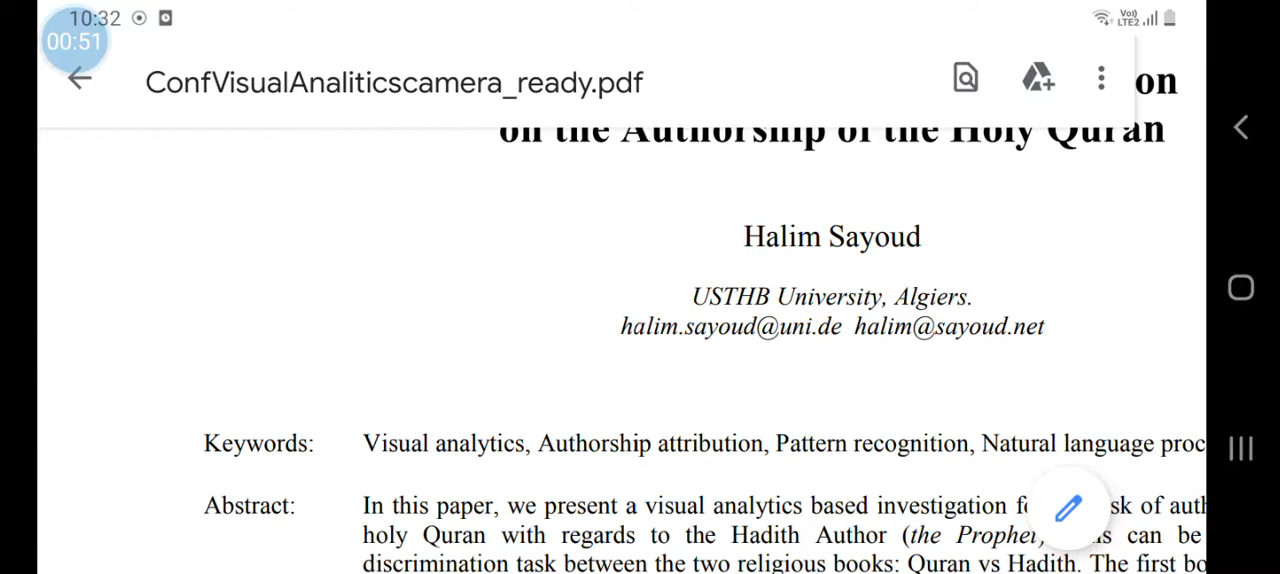 10:32
Vo) LTE2
00:51
ConfVisualAnaliticscamera_ready.pdf
on
on the Authorship of the Holy Quran
Halim Sayoud
USTHB University, Algiers.
halim.sayoud@uni.de halim@sayoud.net
Keywords: Visual analytics, Authorship attribution, Pattern recognition, Natural language proc
Abstract: In this paper, we present a visual analytics based investigation fo sk of auth
holy Quran with regards to the Hadith Author (the Prophet) s can be
discrimination task between the two religious books: Quran vs Hadith. The first bo